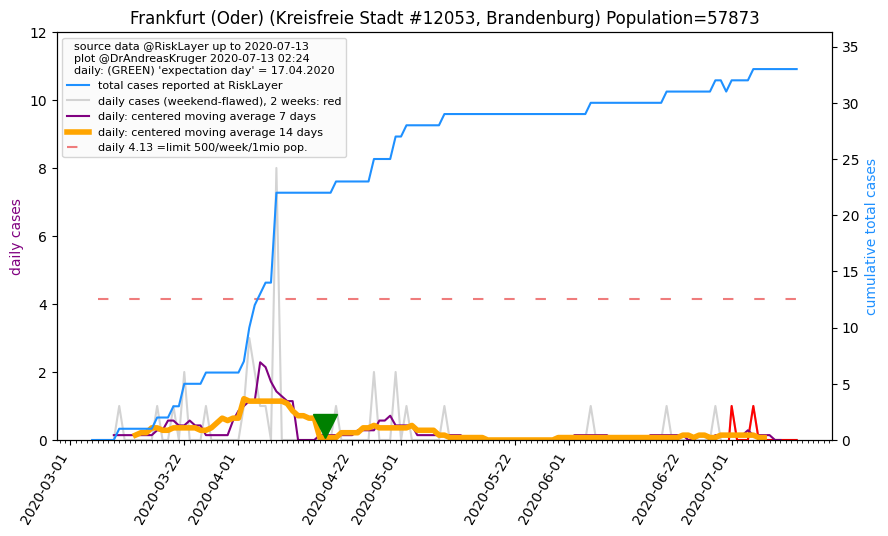 Frankfurt (Oder) (Kreisfreie Stadt #12053, Brandenburg) Population=57873
source data @RiskLayer up to 2020-07-13
plot @DrAndreasKruger 2020-07-13 02:24
daily: (GREEN) 'expectation day' = 17.04.2020
total cases reported at RiskLayer
daily cases (weekend-flawed), 2 weeks: red
daily: centered moving average 7 days
daily: centered moving average 14 days
daily 4.13 =limit 500/week/1mio pop.
daily cases
12
10
8
6
4
2
0
cumulative total cases
35
30
25
20
15
10
5
0
2020-03-01
2020-03-22
2020-04-01
2020-04-22
2020-05-01
2020-05-22
2020-06-01
2020-06-22
2020-07-01